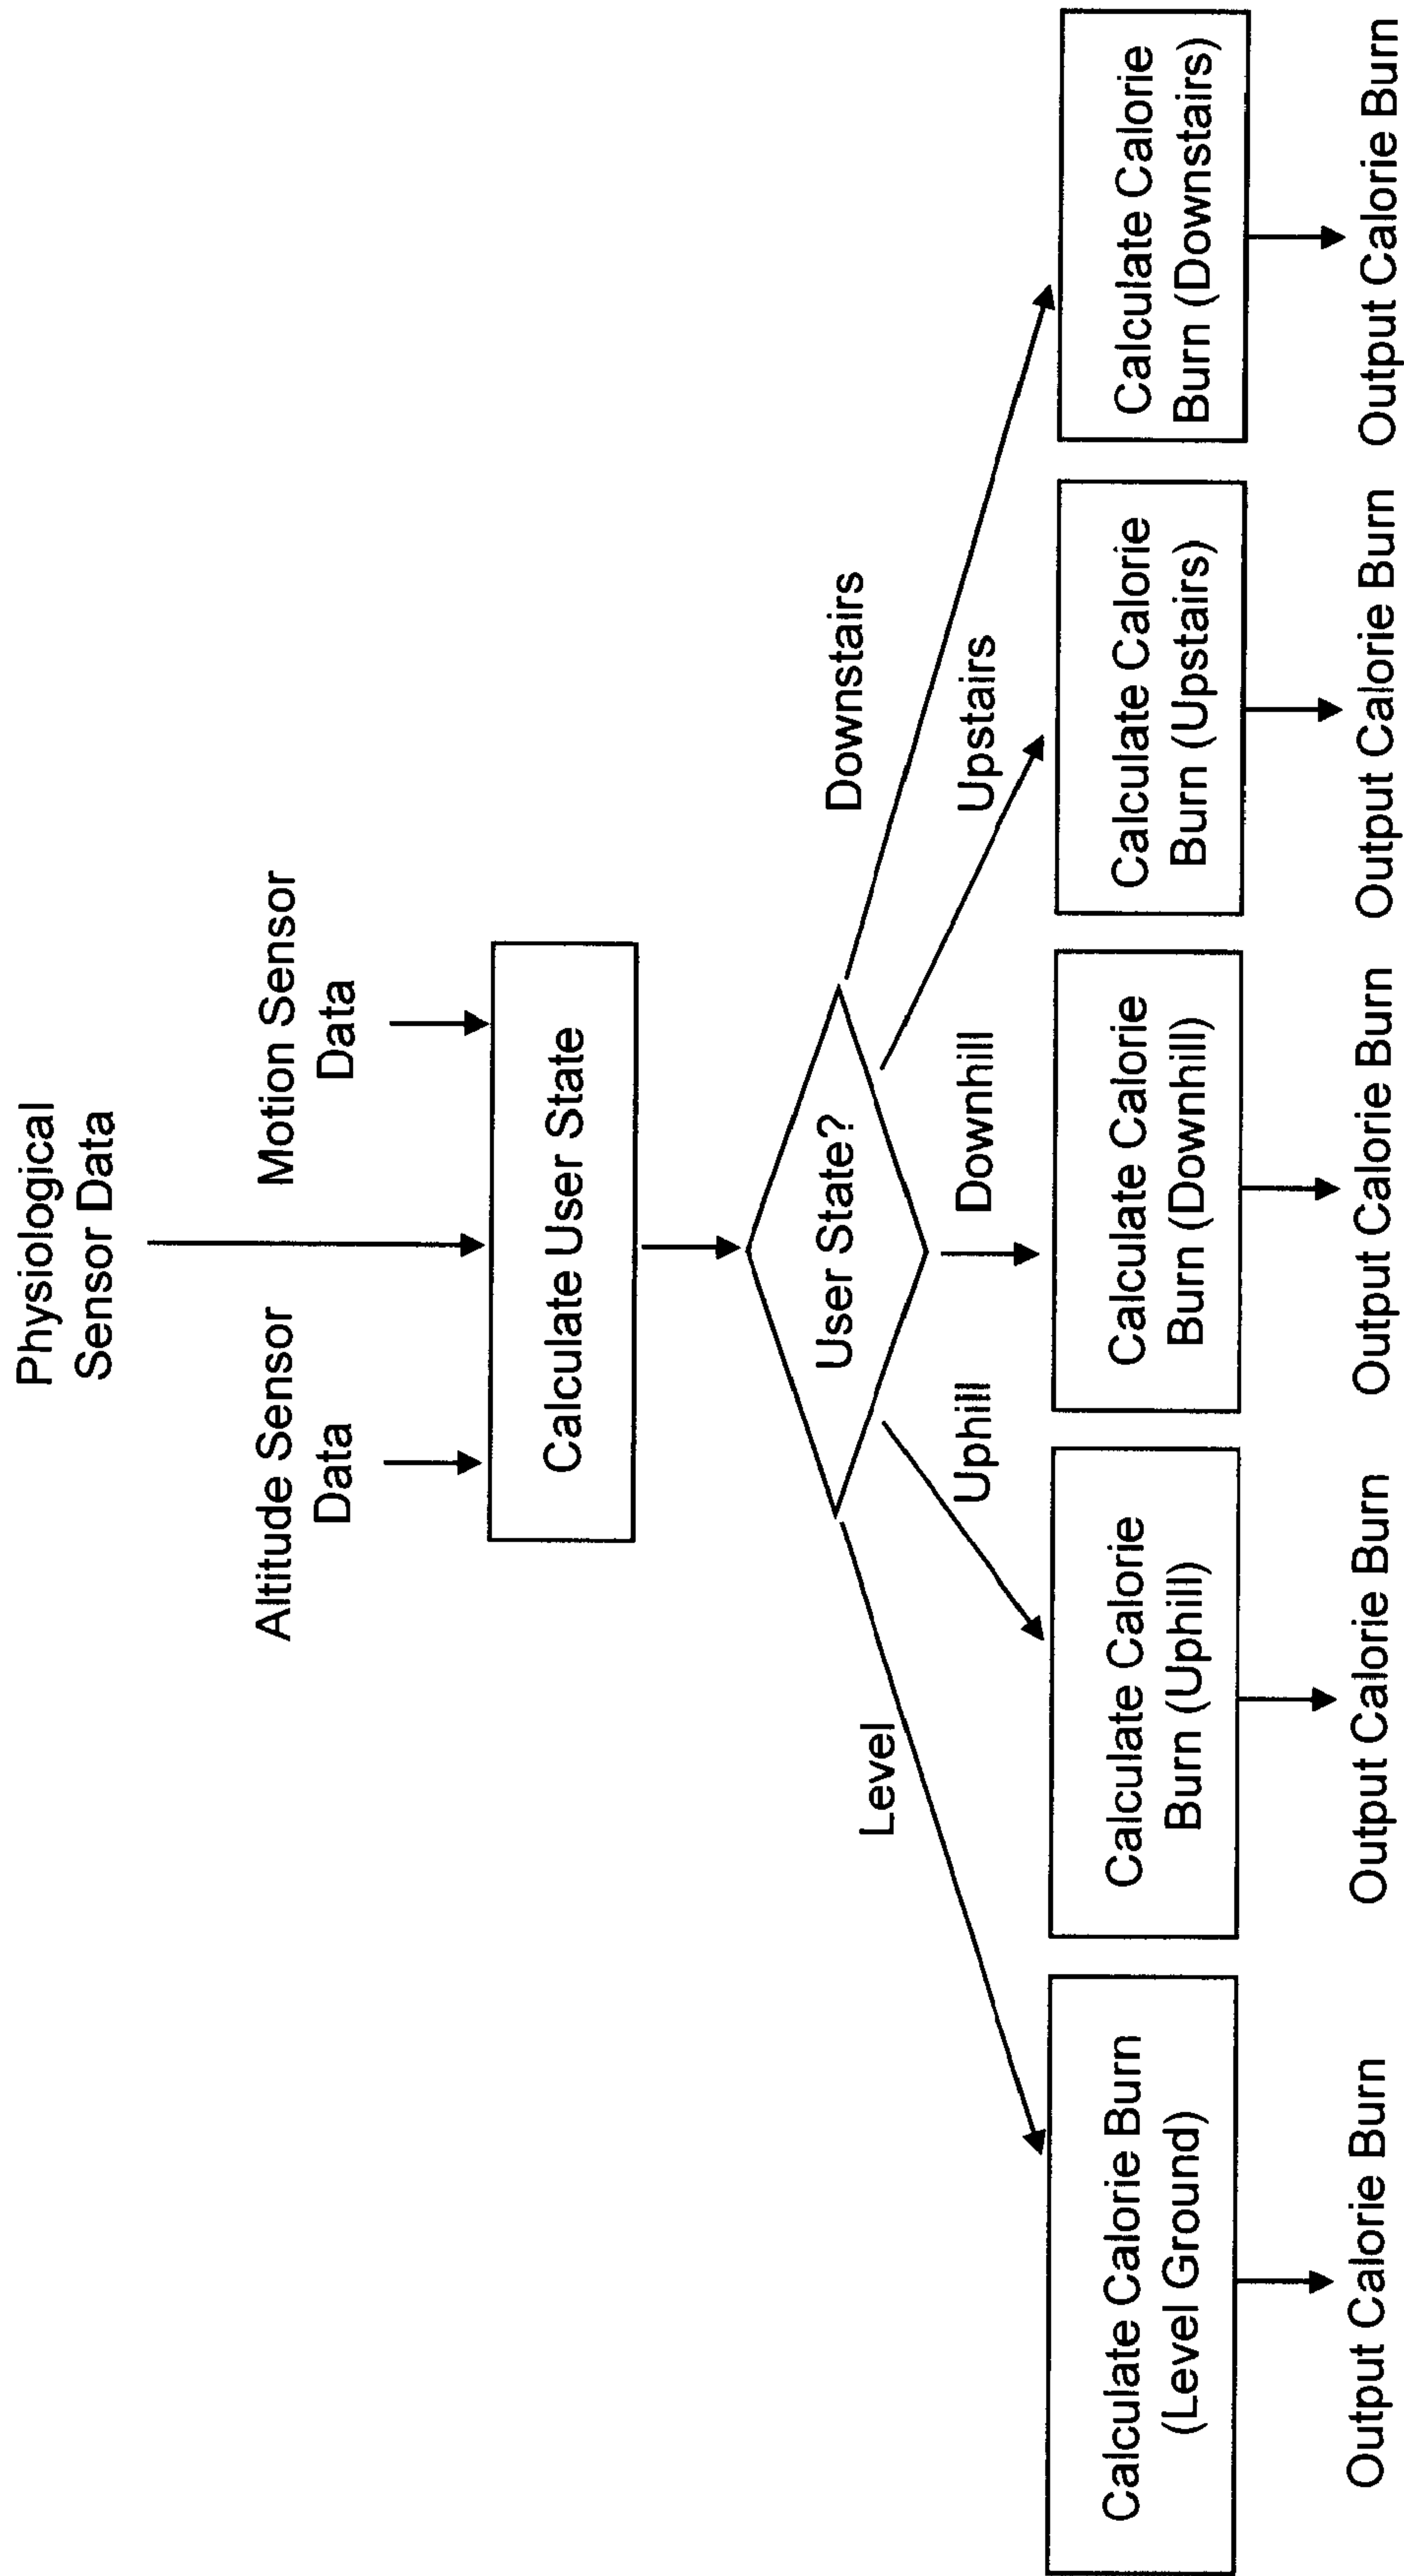 Physiological
Sensor Data
Altitude Sensor
Data
Motion Sensor
Data
Calculate User State
User State?
Level
Uphill
Downhill
Upstairs
Downstairs
Calculate Calorie Burn
(Level Ground)
Calculate Calorie
Burn (Uphill)
Calculate Calorie
Burn (Downhill)
Calculate Calorie
Burn (Upstairs)
Calculate Calorie
Burn (Downstairs)
Output Calorie Burn
Output Calorie Burn
Output Calorie Burn
Output Calorie Burn
Output Calorie Burn